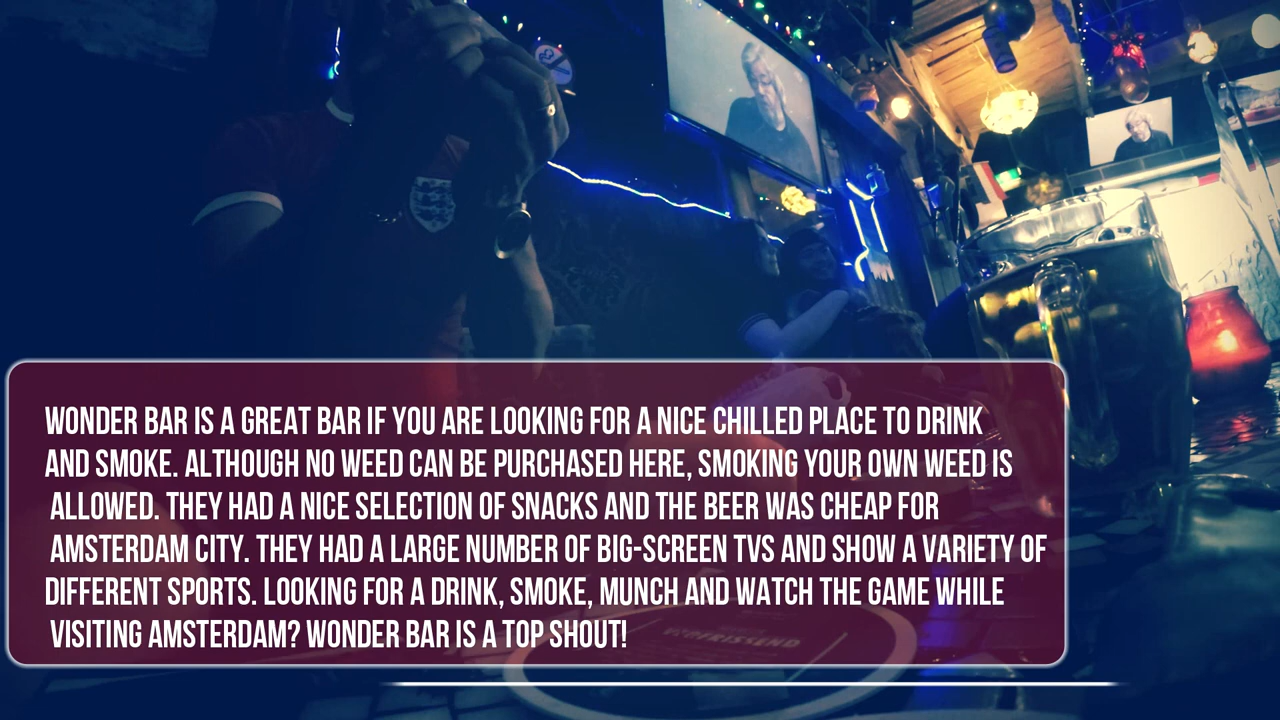 WONDER BAR IS A GREAT BAR IF YOU ARE LOOKING FOR A NICE CHILLED PLACE TO DRINK
AND SMOKE. ALTHOUGH NO WEED CAN BE PURCHASED HERE, SMOKING YOUR OWN WEED IS
ALLOWED. THEY HAD A NICE SELECTION OF SNACKS AND THE BEER WAS CHEAP FOR
AMSTERDAM CITY. THEY HAD A LARGE NUMBER OF BIG-SCREEN TVS AND SHOW A VARIETY OF
DIFFERENT SPORTS. LOOKING FOR A DRINK, SMOKE, MUNCH AND WATCH THE GAME WHILE
VISITING AMSTERDAM? WONDER BAR IS A TOP SHOUT!